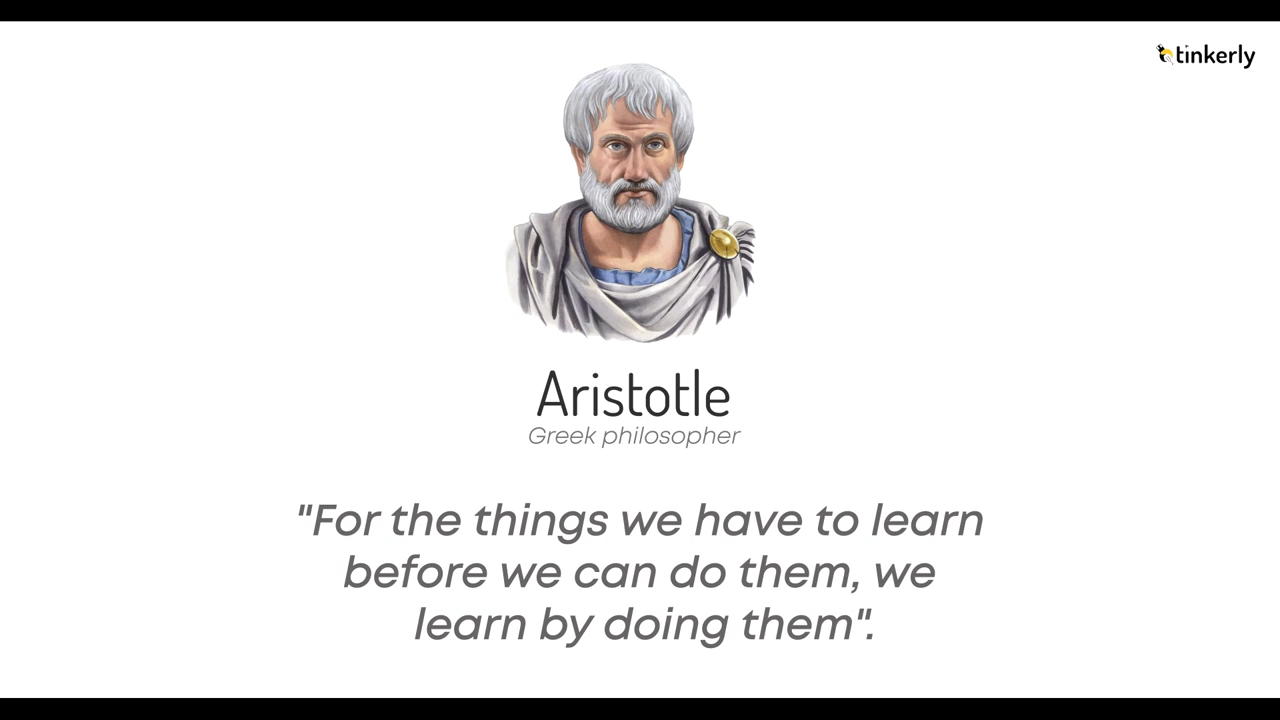 tinkerly
Aristotle
Greek philosopher
"For the things we have to learn
before we can do them, we
learn by doing them".